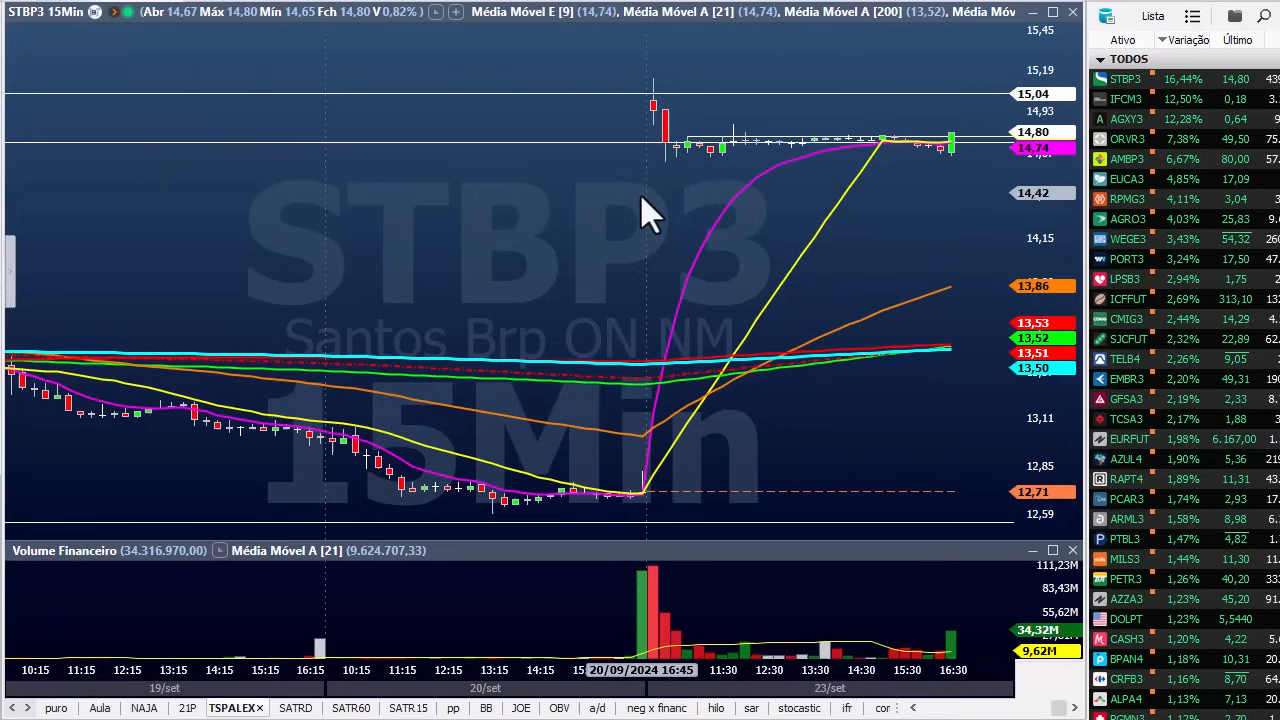 STBP3 15Min (Abr 14,67 Máx 14,80 Mín 14,65 Fch 14,80 V 0,82% ) Média Móvel E [9] (14,74) Média Móvel A [21] (14,74) Média Móvel A [200] (13,52) Média Móv
15,45
15,19
15,04
14,93
14,80
14,74
14,42
14,15
13,86
13,53
13,52
13,51
13,50
13,11
12,85
12,71
12,59
STBP3
Santos Brp ON NM
15Min
Volume Financeiro (34.316.970,00) Média Móvel A [21] (9.624.707,33)
111,23M
83,43M
55,62M
34,32M
9,62M
10:15 11:15 12:15 13:15 14:15 15:15 16:15 10:15 11:15 12:15 13:15 14:15 20/09/2024 16:45 11:30 12:30 13:30 14:30 15:30 16:30
19/set 20/set 23/set
puro Aula NAJA 21P TSPALEX× SATRD SATR60 pp BB JOE OBV a/d neg x financ hilo sar stocastic ifr cor
Lista
Ativo Variação Último
TODOS
STBP3 16,44% 14,80 439
IFCM3 12,50% 0,18 3.
AGXY3 12,28% 0,64 9
ORVR3 7,38% 49,50 75.
AMBP3 6,67% 80,00 47.
EUCA3 4,85% 17,09
RPMG3 4,11% 3,04 3.
AGRO3 4,03% 25,83 9.6
WEGE3 3,43% 54,32
PORT3 3,24% 17,50 47.
LPSB3 2,94% 1,75 2
ICFFUT 2,69% 313,10 13
CMIG3 2,44% 14,29
SJCFUT 2,32% 22,89
TELB4 2,26% 9,05
EMBR3 2,20% 49,31
GFSA3 2,19% 2,33 8.
TCSA3 2,17% 1,88
EURFUT 1,98% 6.167,00
AZUL4 1,90% 5,36 219
RAPT4 1,89% 11,31 43.
PCAR3 1,74% 2,93 17.
ARML3 1,58% 8,98
PTBL3 1,47% 4,82 1.
MILS3 1,44% 11,30
PETR3 1,26% 40,20
AZZA3 1,23% 45,20 91.
DOLPT 1,23% 5,5440
CASH3 1,20% 4,22
BPAN4 1,18% 10,31
CRFB3 1,16% 8,70
ALPA4 1,13% 7,13